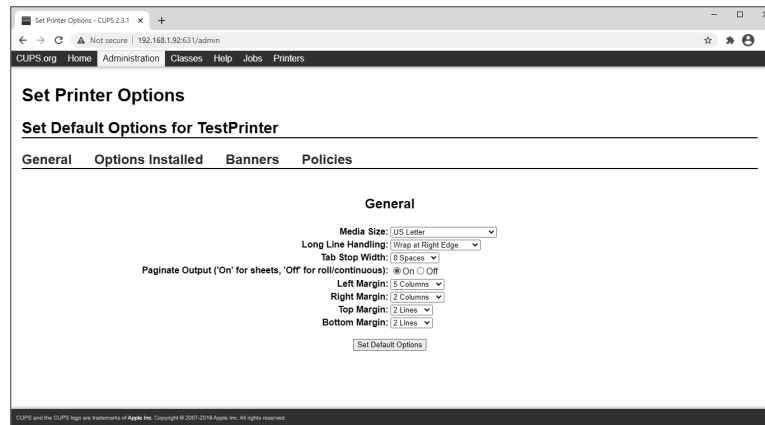 Set Printer Options - CUPS 2.3.1
Not secure | 192.168.1.92:631/admin
CUPS.org Home Administration Classes Help Jobs Printers
Set Printer Options
Set Default Options for TestPrinter
General Options Installed Banners Policies
General
Media Size: US Letter
Long Line Handling: Wrap at Right Edge
Tab Stop Width: 8 Spaces
Paginate Output ('On' for sheets, 'Off' for roll/continuous): On Off
Left Margin: 5 Columns
Right Margin: 2 Columns
Top Margin: 2 Lines
Bottom Margin: 2 Lines
Set Default Options
CUPS and the CUPS logo are trademarks of Apple Inc. Copyright © 2007-2019 Apple Inc. All rights reserved.